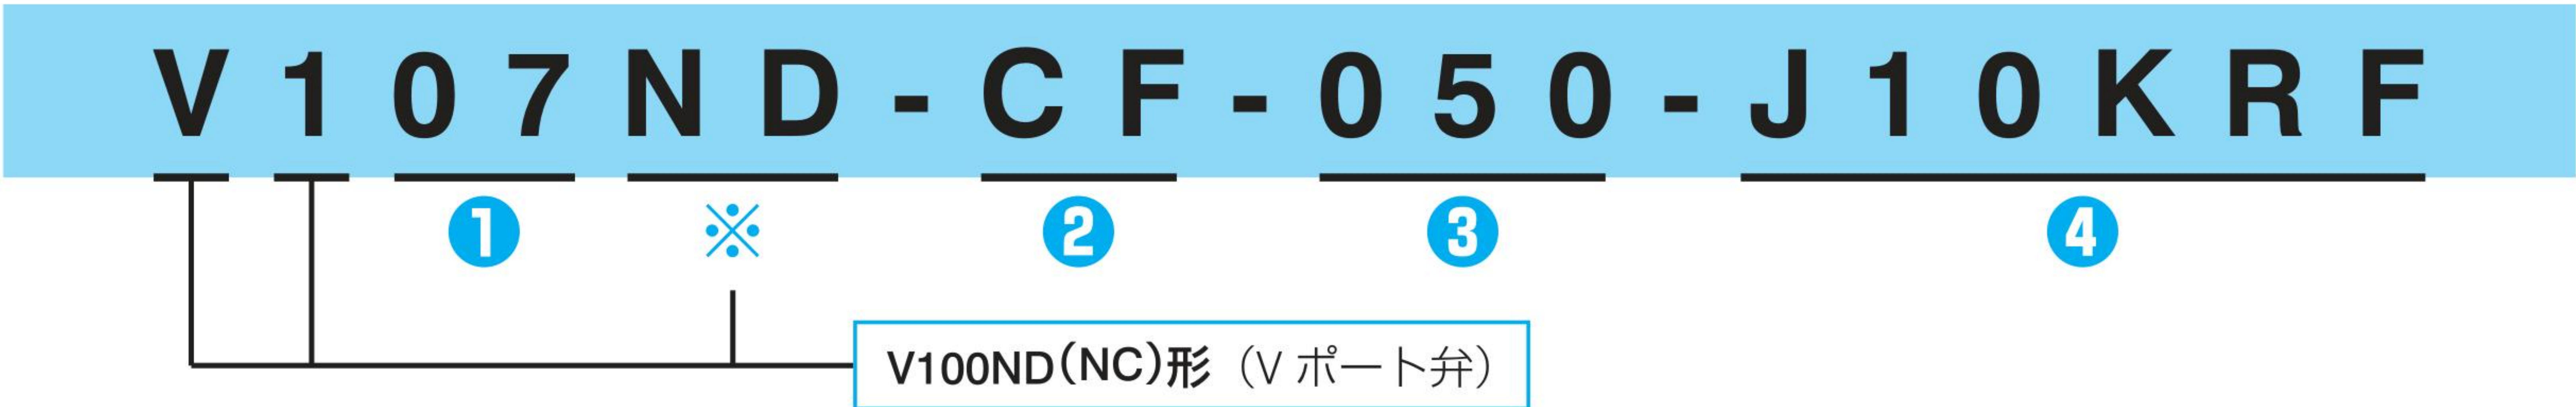 V107ND-CF-050-J10KRF
❶ ※ ❷ ❸ ❹
V100ND(NC)形（Vポート弁）